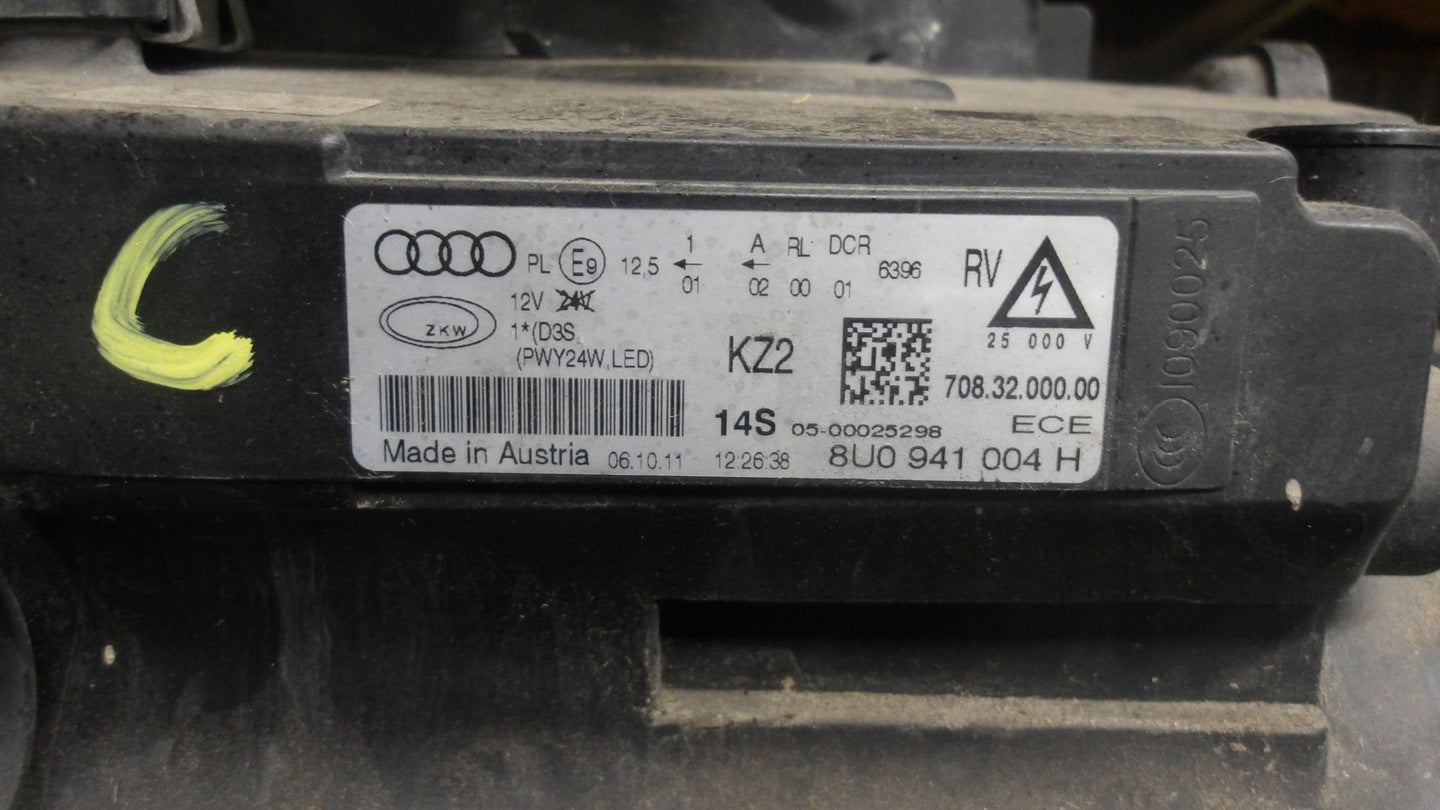 C
PL E9 12,5 1 01 A 02 RL 00 DCR 01 6396 RV
12V 24V
ZKW
1*(D3S,
(PWY24W,LED)
KZ2
25 000 V
708.32.000.00
14S 05-00025298 ECE
Made in Austria 06.10.11 12:26:38 8U0 941 004 H
CCC I090025